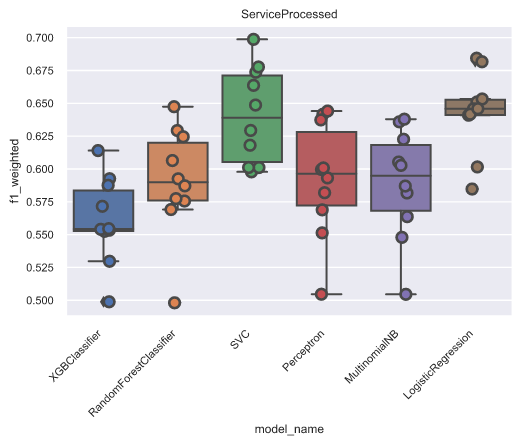 ServiceProcessed
0.700
0.675
0.650
0.625
0.600
0.575
0.550
0.525
0.500
f1_weighted
XGBClassifier
RandomForestClassifier
SVC
Perceptron
MultinomialNB
LogisticRegression
model_name